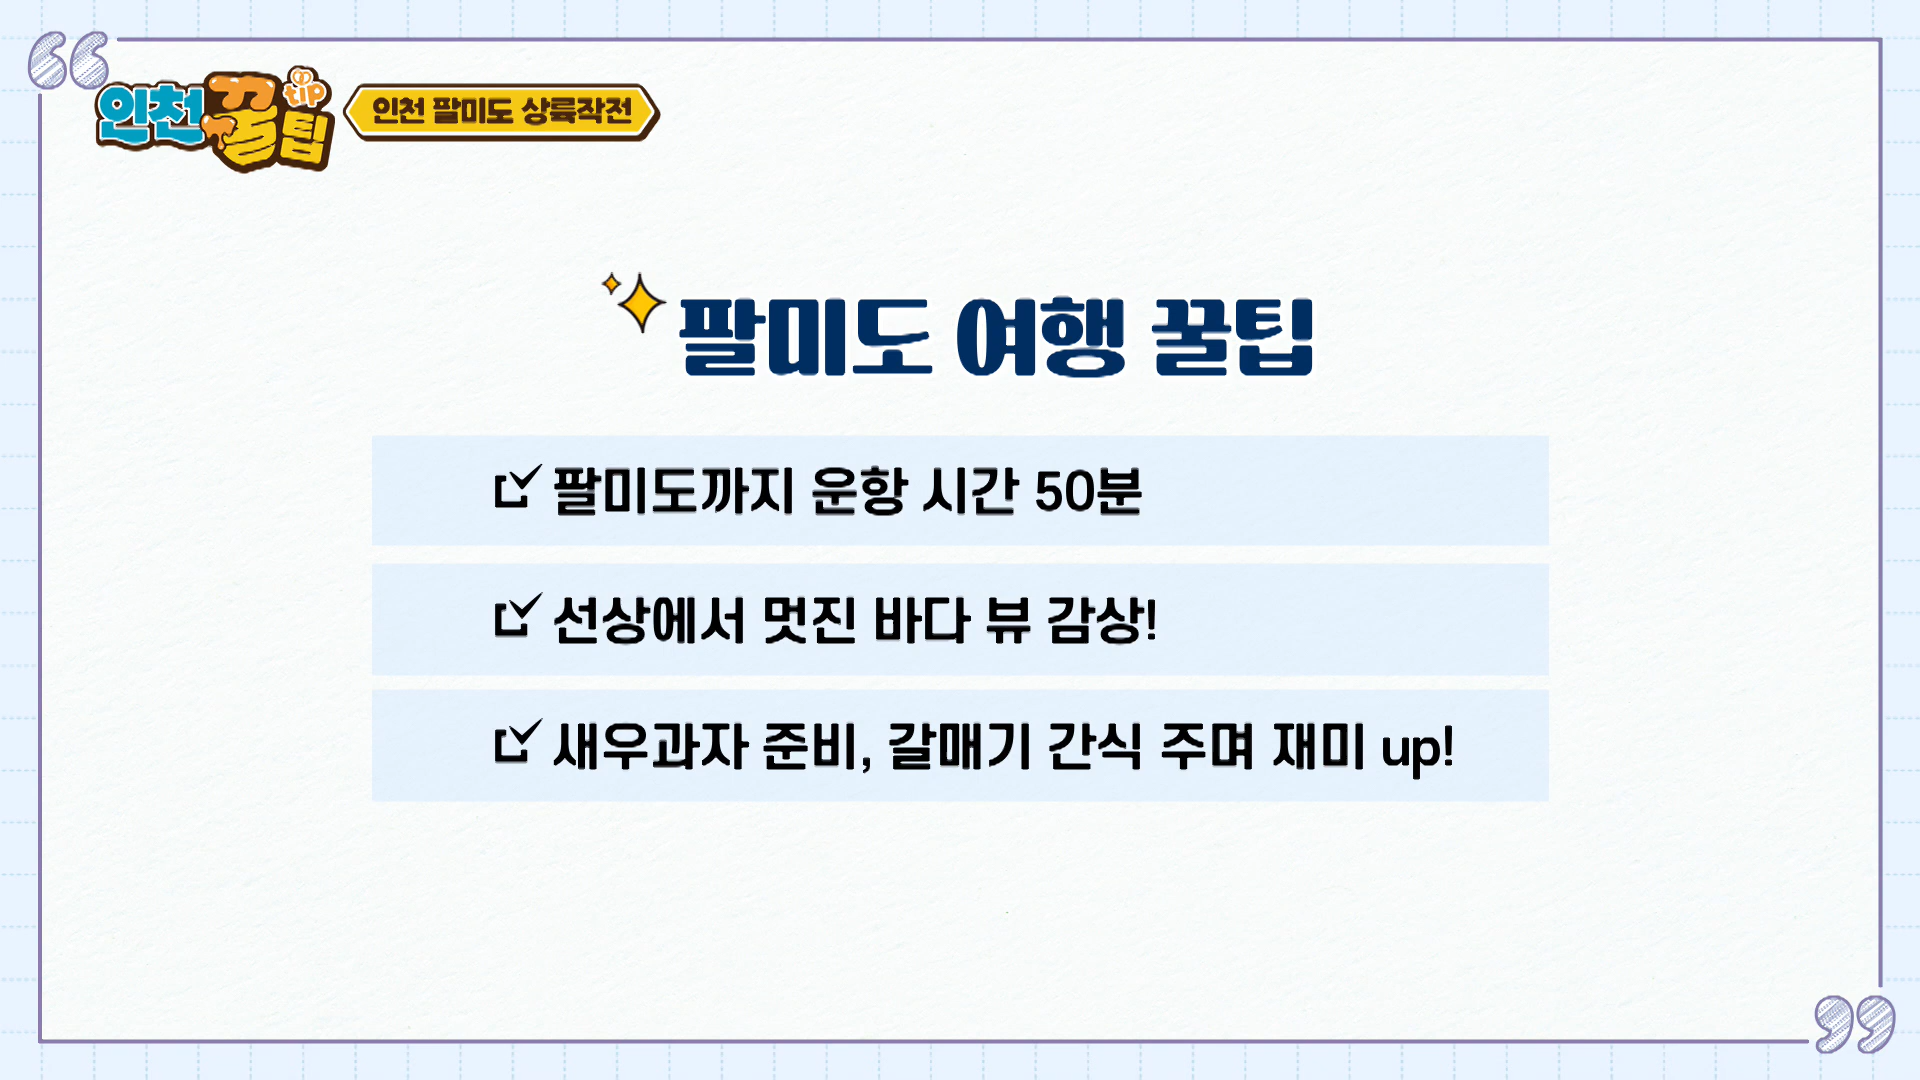 인천 꿀팁 tip
인천 팔미도 상륙작전
팔미도 여행 꿀팁
팔미도까지 운항 시간 50분
선상에서 멋진 바다 뷰 감상!
새우과자 준비, 갈매기 간식 주며 재미 up!